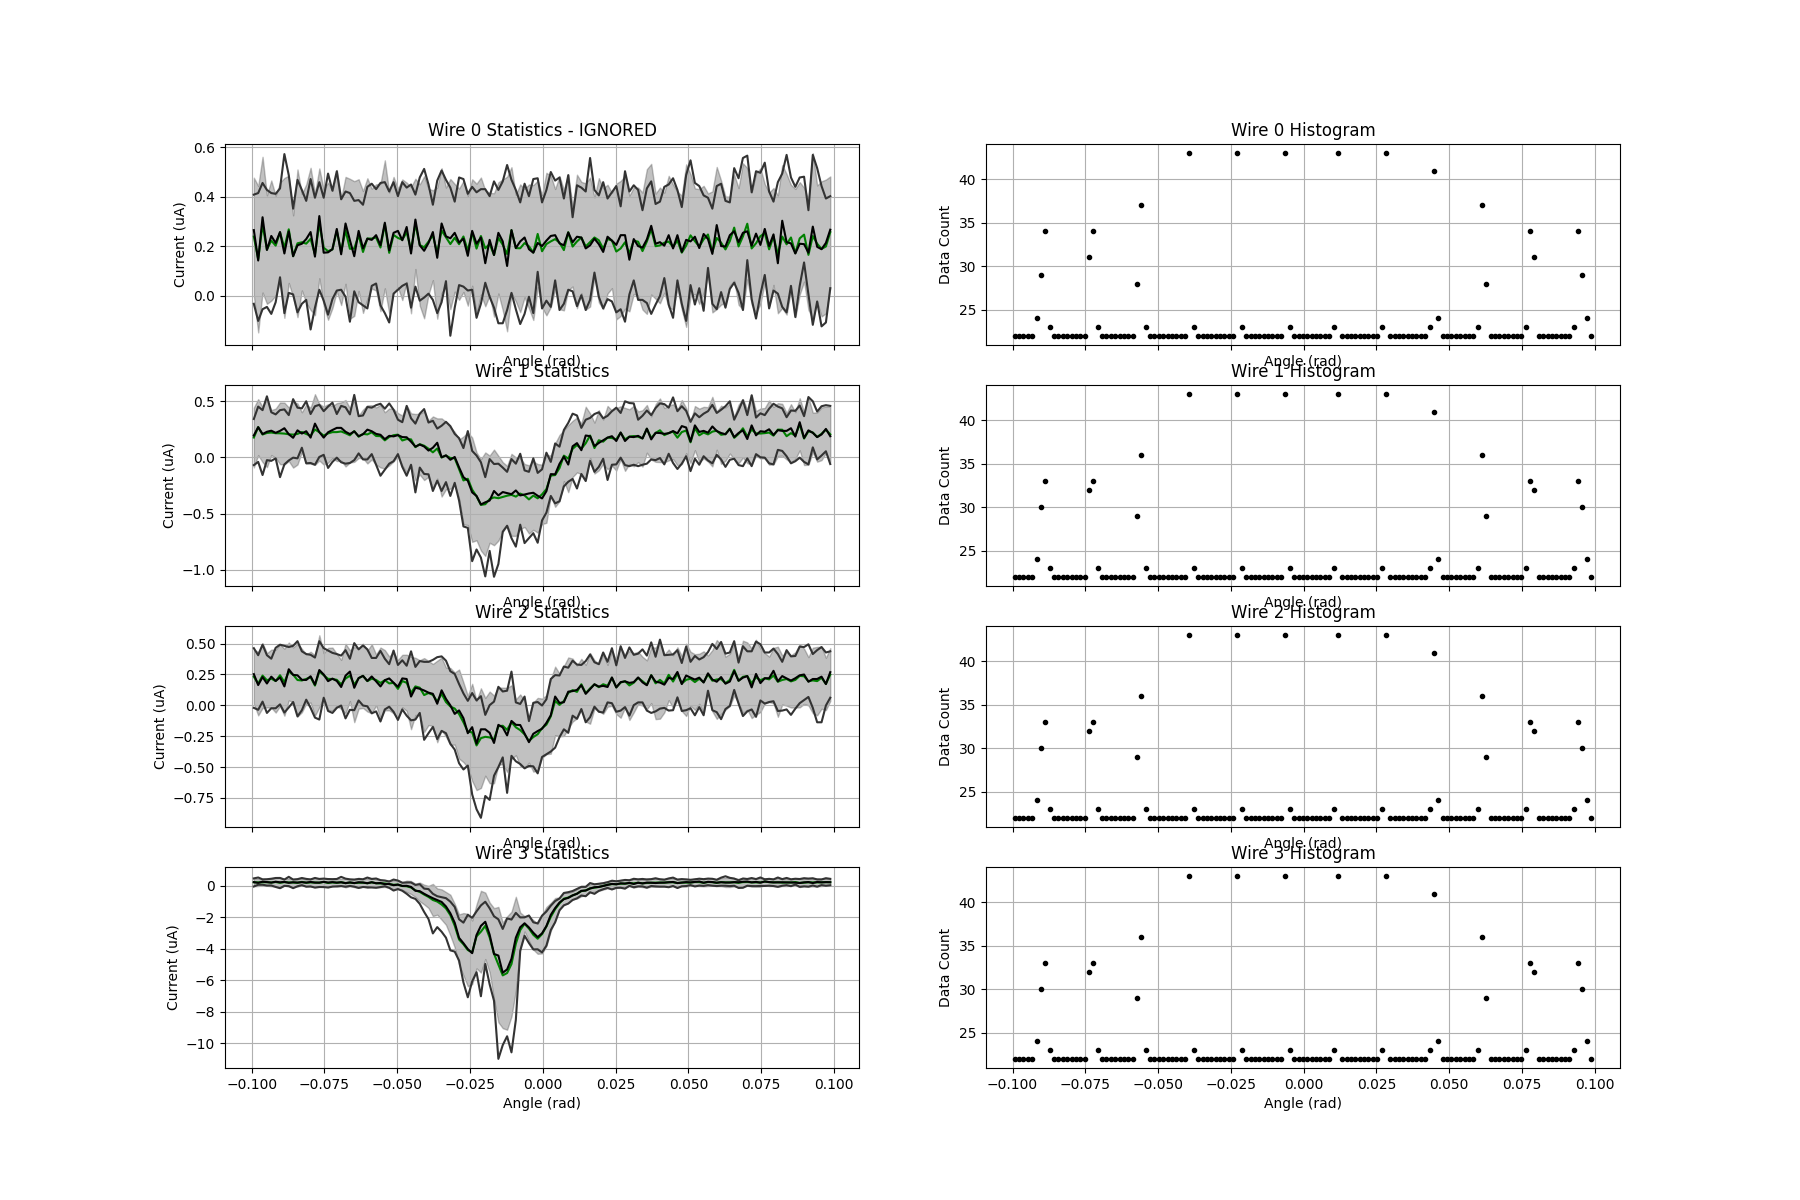 Wire 0 Statistics - IGNORED
0.6
0.4
0.2
0.0
Current (uA)
Angle (rad)
Wire 0 Histogram
40
35
30
25
Data Count
Angle (rad)
Wire 1 Statistics
0.5
0.0
−0.5
−1.0
Current (uA)
Angle (rad)
Wire 1 Histogram
40
35
30
25
Data Count
Angle (rad)
Wire 2 Statistics
0.50
0.25
0.00
−0.25
−0.50
−0.75
Current (uA)
Angle (rad)
Wire 2 Histogram
40
35
30
25
Data Count
Angle (rad)
Wire 3 Statistics
0
−2
−4
−6
−8
−10
Current (uA)
−0.100 −0.075 −0.050 −0.025 0.000 0.025 0.050 0.075 0.100
Angle (rad)
Wire 3 Histogram
40
35
30
25
Data Count
−0.100 −0.075 −0.050 −0.025 0.000 0.025 0.050 0.075 0.100
Angle (rad)